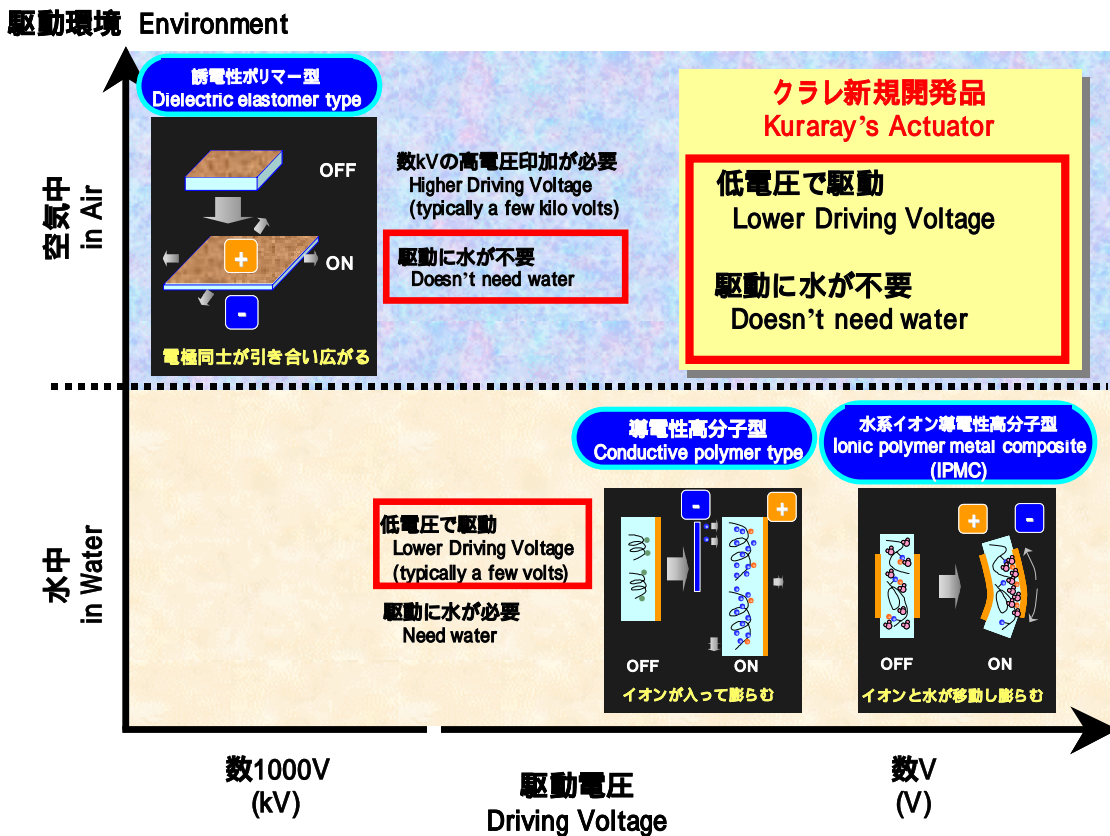 駆動環境 Environment
誘電性ポリマー型
Dielectric elastomer type
OFF
ON
+
-
電極同士が引き合い広がる
数kVの高電圧印加が必要
Higher Driving Voltage
(typically a few kilo volts)
駆動に水が不要
Doesn't need water
クラレ新規開発品
Kuraray's Actuator
低電圧で駆動
Lower Driving Voltage
駆動に水が不要
Doesn't need water
空気中
in Air
水中
in Water
低電圧で駆動
Lower Driving Voltage
(typically a few volts)
駆動に水が必要
Need water
導電性高分子型
Conductive polymer type
-
+
OFF
ON
イオンが入って膨らむ
水系イオン導電性高分子型
Ionic polymer metal composite
(IPMC)
+
-
OFF
ON
イオンと水が移動し膨らむ
数1000V
(kV)
駆動電圧
Driving Voltage
数V
(V)